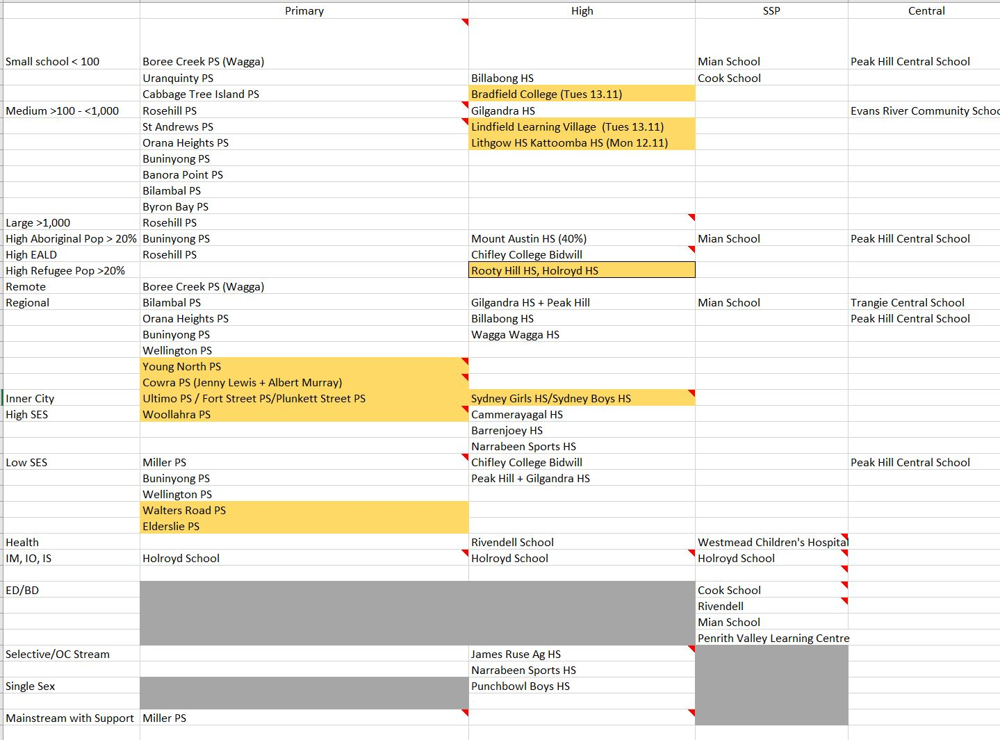 Primary High SSP Central
Small school < 100 Boree Creek PS (Wagga) Mian School Peak Hill Central School
Uranquinty PS Billabong HS Cook School
Cabbage Tree Island PS Bradfield College (Tues 13.11)
Medium >100 - <1,000 Rosehill PS Gilgandra HS Evans River Community Schoo
St Andrews PS Lindfield Learning Village (Tues 13.11)
Orana Heights PS Lithgow HS Kattoomba HS (Mon 12.11)
Buninyong PS
Banora Point PS
Bilambal PS
Byron Bay PS
Large >1,000 Rosehill PS
High Aboriginal Pop > 20% Buninyong PS Mount Austin HS (40%) Mian School Peak Hill Central School
High EALD Rosehill PS Chifley College Bidwill
High Refugee Pop >20% Rooty Hill HS, Holroyd HS
Remote Boree Creek PS (Wagga)
Regional Bilambal PS Gilgandra HS + Peak Hill Mian School Trangie Central School
Orana Heights PS Billabong HS Peak Hill Central School
Buninyong PS Wagga Wagga HS
Wellington PS
Young North PS
Cowra PS (Jenny Lewis + Albert Murray)
Inner City Ultimo PS / Fort Street PS/Plunkett Street PS Sydney Girls HS/Sydney Boys HS
High SES Woollahra PS Cammerayagal HS
Barrenjoey HS
Narrabeen Sports HS
Low SES Miller PS Chifley College Bidwill Peak Hill Central School
Buninyong PS Peak Hill + Gilgandra HS
Wellington PS
Walters Road PS
Elderslie PS
Health Rivendell School Westmead Children's Hospital
IM, IO, IS Holroyd School Holroyd School Holroyd School
ED/BD Cook School
Rivendell
Mian School
Penrith Valley Learning Centre
Selective/OC Stream James Ruse Ag HS
Narrabeen Sports HS
Single Sex Punchbowl Boys HS
Mainstream with Support Miller PS